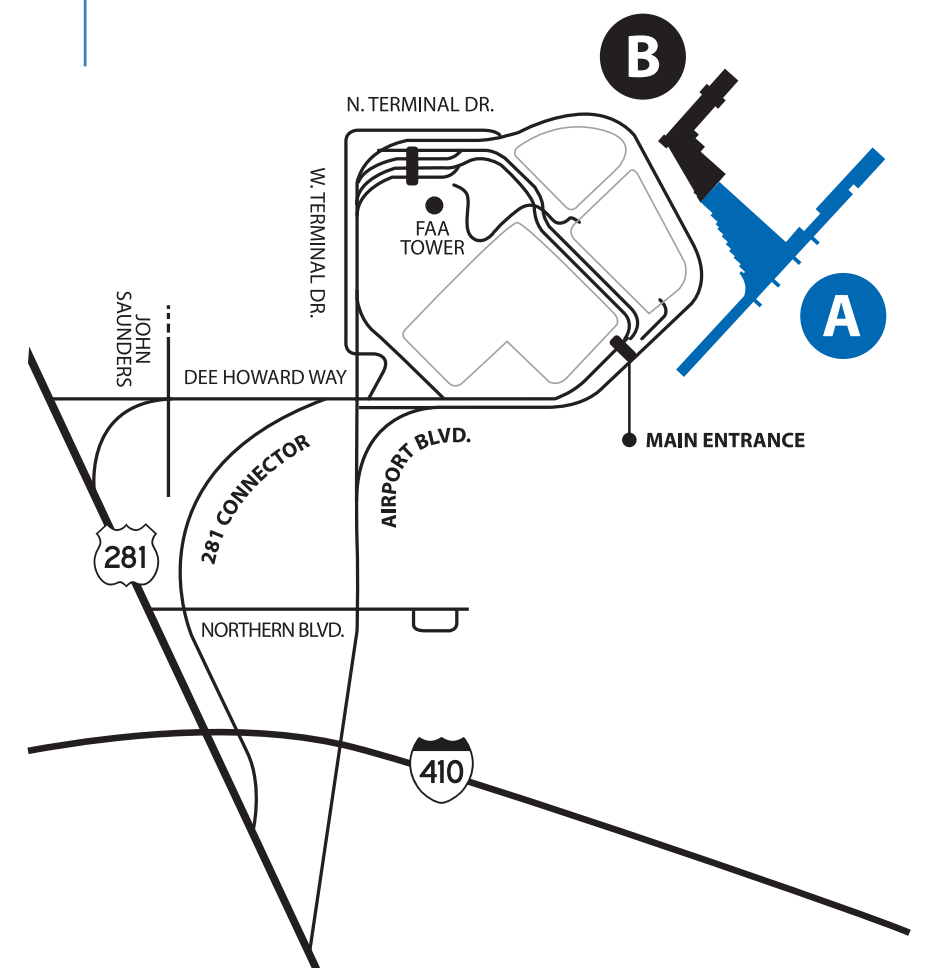 B
N. TERMINAL DR.
W. TERMINAL DR.
FAA
TOWER
A
JOHN
SAUNDERS
DEE HOWARD WAY
281 CONNECTOR
AIRPORT BLVD.
MAIN ENTRANCE
281
NORTHERN BLVD.
410